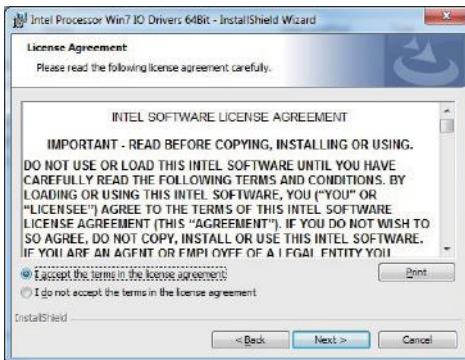 Intel Processor Win7 IO Drivers 64Bit - InstallShield Wizard
License Agreement
Please read the following license agreement carefully.
INTEL SOFTWARE LICENSE AGREEMENT
IMPORTANT - READ BEFORE COPYING, INSTALLING OR USING.
DO NOT USE OR LOAD THIS INTEL SOFTWARE UNTIL YOU HAVE
CAREFULLY READ THE FOLLOWING TERMS AND CONDITIONS. BY
LOADING OR USING THIS INTEL SOFTWARE, YOU ("YOU" OR
"LICENSEE") AGREE TO THE TERMS OF THIS INTEL SOFTWARE
LICENSE AGREEMENT (THIS "AGREEMENT"). IF YOU DO NOT WISH TO
SO AGREE, DO NOT COPY, INSTALL OR USE THIS INTEL SOFTWARE.
IF YOU ARE AN AGENT OR EMPLOYEE OF A LEGAL ENTITY YOU
I accept the terms in the license agreement
Print
I do not accept the terms in the license agreement
InstallShield
< Back
Next >
Cancel